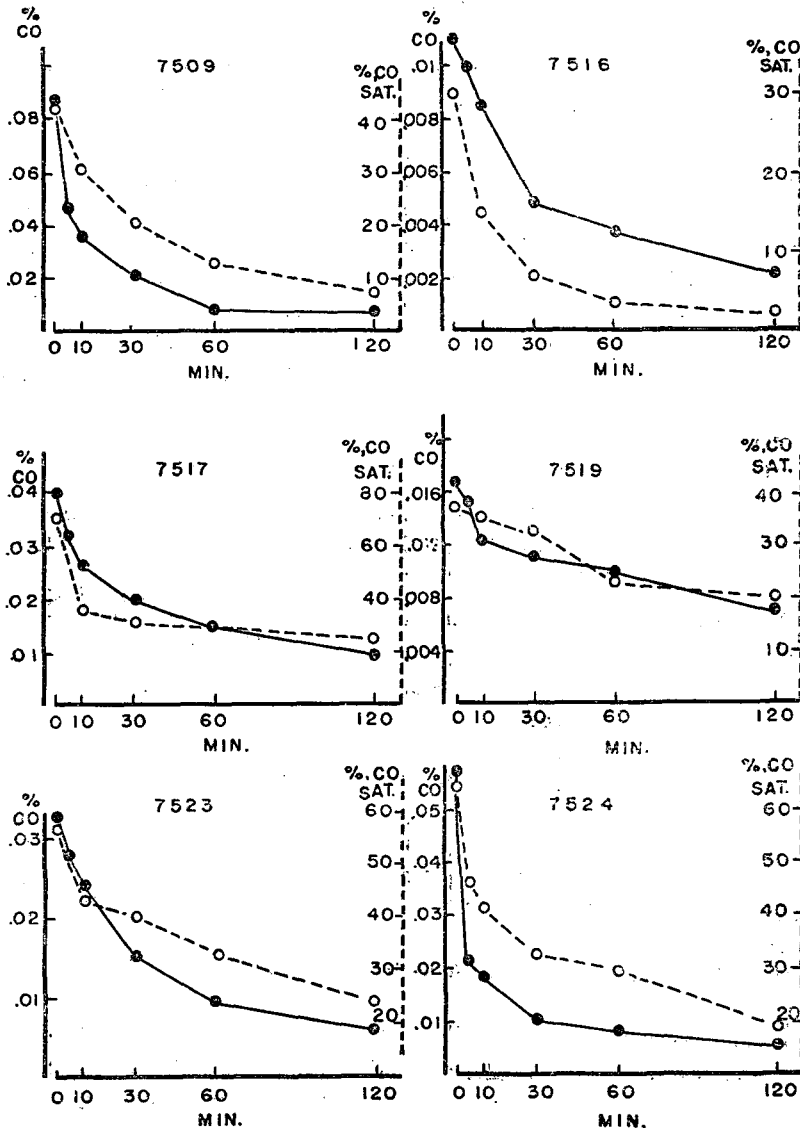 %
CO
7509
%,CO
SAT.
.08
.06
.04
.02
40
30
20
10
0 10 30 60 120
MIN.
%
CO
7516
%,CO
SAT.
.01
.008
.006
.004
.002
30
20
10
0 10 30 60 120
MIN.
%
CO
7517
%,CO
SAT.
.04
.03
.02
.01
80
60
40
0 10 30 60 120
MIN.
%
CO
7519
%,CO
SAT.
.016
.012
.008
.004
40
30
20
10
0 10 30 60 120
MIN.
%
CO
7523
%,CO
SAT.
.03
.02
.01
60
50
40
30
20
0 10 30 60 120
MIN.
%
CO
7524
%,CO
SAT.
.05
.04
.03
.02
.01
60
50
40
30
20
0 10 30 60 120
MIN.